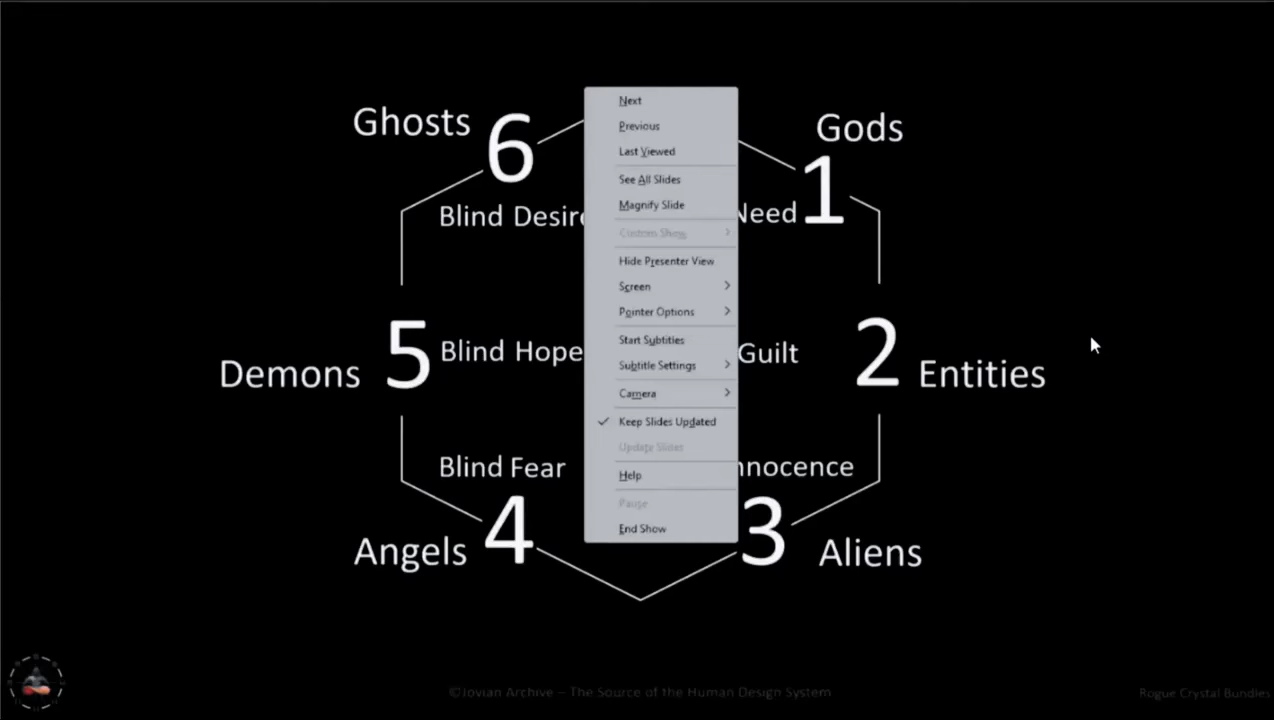 Ghosts
6
Blind Desire
Gods
1
Need
Demons
5
Blind Hope
Guilt
2
Entities
Blind Fear
nnocence
Angels
4
3
Aliens
Next
Previous
Last Viewed
See All Slides
Magnify Slide
Custom Show
Hide Presenter View
Screen
Pointer Options
Start Subtitles
Subtitle Settings
Camera
Keep Slides Updated
Update Slides
Help
Pause
End Show
©Jovian Archive – The Source of the Human Design System
Rogue Crystal Bundles